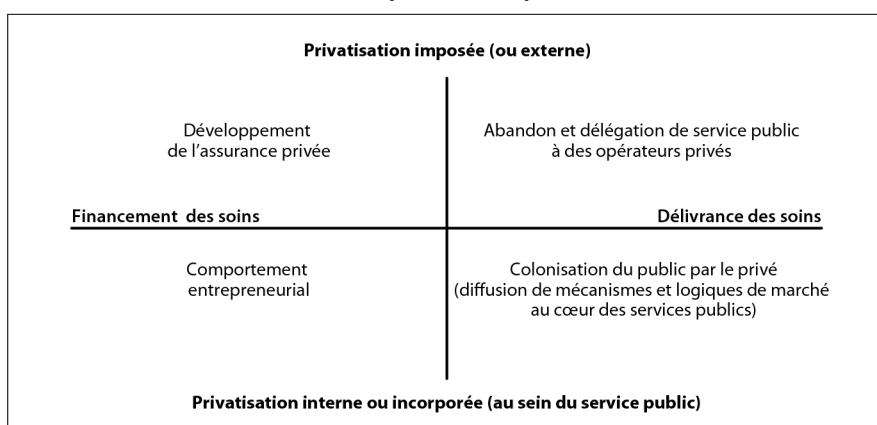 Privatisation imposée (ou externe)
Développement
de l’assurance privée
Abandon et délégation de service public
à des opérateurs privés
Financement des soins
Délivrance des soins
Comportement
entrepreneurial
Colonisation du public par le privé
(diffusion de mécanismes et logiques de marché
au cœur des services publics)
Privatisation interne ou incorporée (au sein du service public)